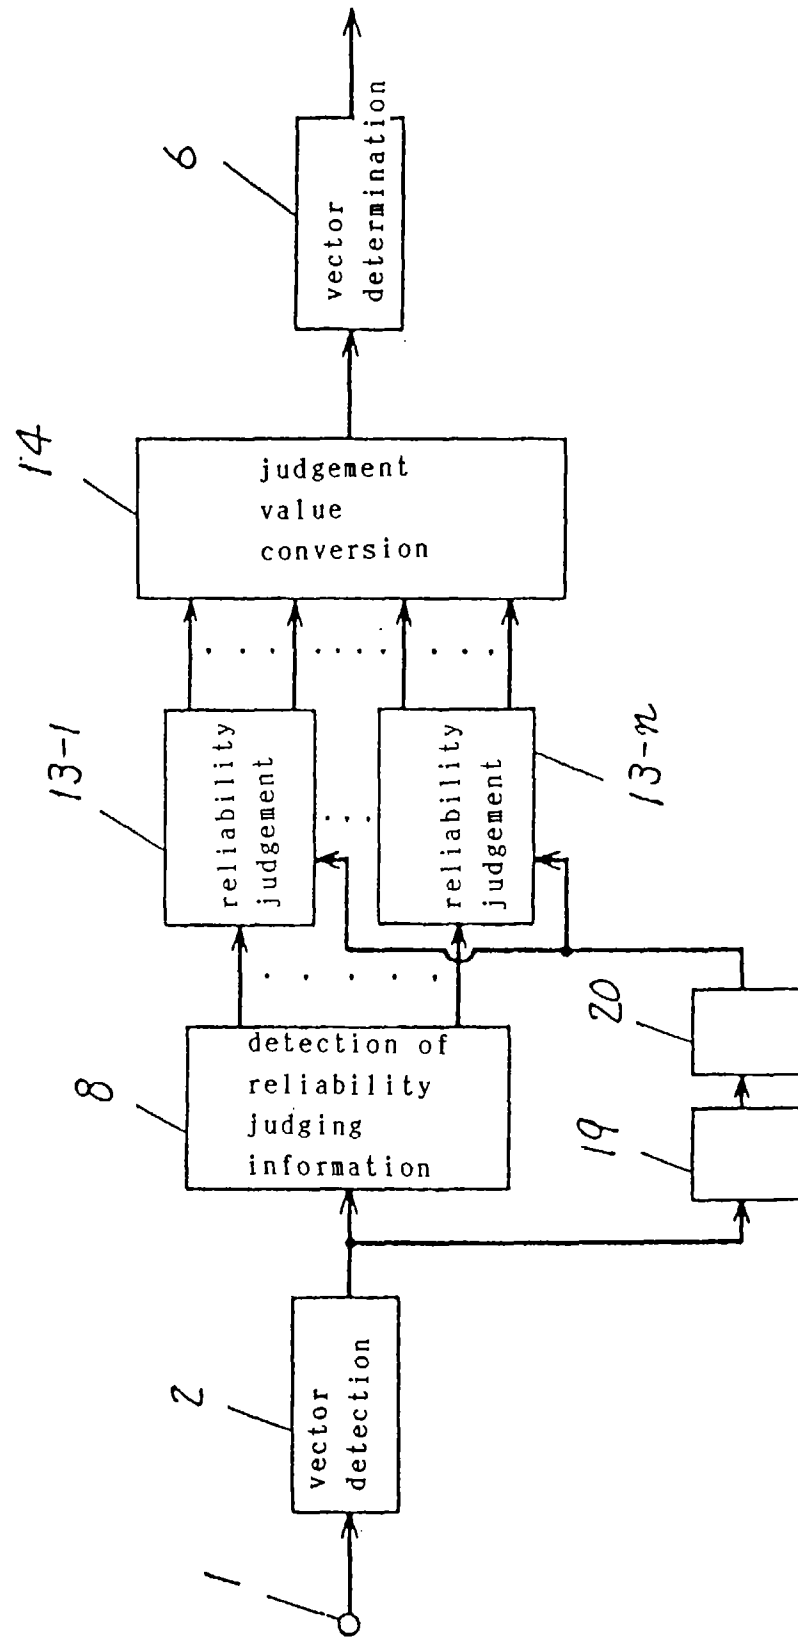 1
2
vector
detection
8
detection of
reliability
judging
information
19
20
13-1
reliability
judgement
13-n
reliability
judgement
14
judgement
value
conversion
6
vector
determination